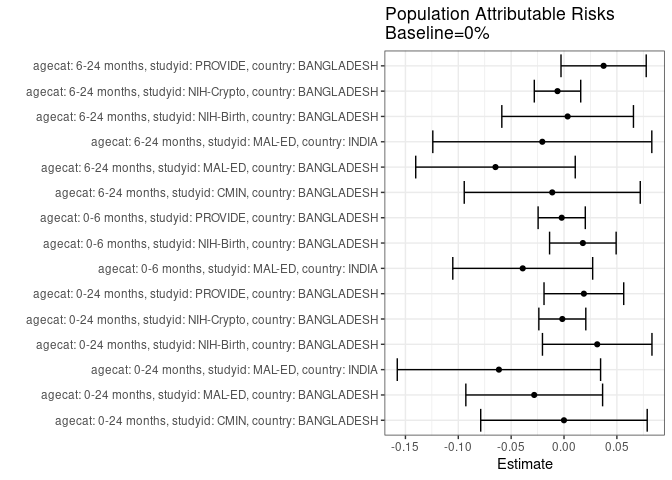 Population Attributable Risks
Baseline=0%
agecat: 6-24 months, studyid: PROVIDE, country: BANGLADESH
agecat: 6-24 months, studyid: NIH-Crypto, country: BANGLADESH
agecat: 6-24 months, studyid: NIH-Birth, country: BANGLADESH
agecat: 6-24 months, studyid: MAL-ED, country: INDIA
agecat: 6-24 months, studyid: MAL-ED, country: BANGLADESH
agecat: 6-24 months, studyid: CMIN, country: BANGLADESH
agecat: 0-6 months, studyid: PROVIDE, country: BANGLADESH
agecat: 0-6 months, studyid: NIH-Birth, country: BANGLADESH
agecat: 0-6 months, studyid: MAL-ED, country: INDIA
agecat: 0-24 months, studyid: PROVIDE, country: BANGLADESH
agecat: 0-24 months, studyid: NIH-Crypto, country: BANGLADESH
agecat: 0-24 months, studyid: NIH-Birth, country: BANGLADESH
agecat: 0-24 months, studyid: MAL-ED, country: INDIA
agecat: 0-24 months, studyid: MAL-ED, country: BANGLADESH
agecat: 0-24 months, studyid: CMIN, country: BANGLADESH
-0.15 -0.10 -0.05 0.00 0.05
Estimate